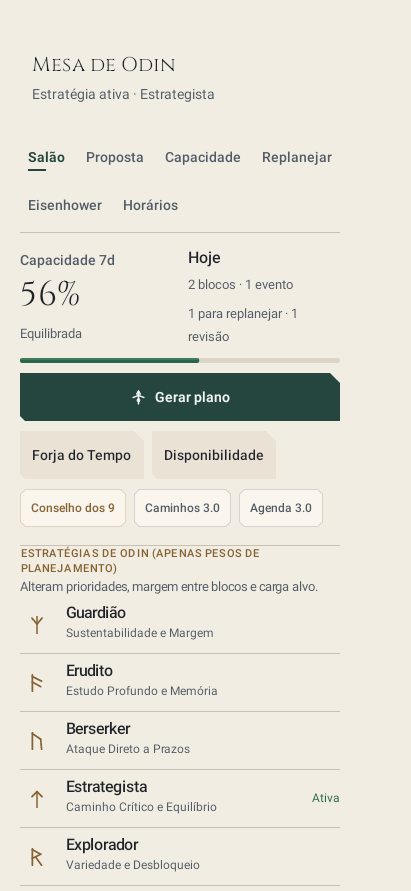 Mesa de Odin
Estratégia ativa · Estrategista
Salão Proposta Capacidade Replanejar
Eisenhower Horários
Capacidade 7d
56%
Equilibrada
Hoje
2 blocos · 1 evento
1 para replanejar · 1
revisão
Gerar plano
Forja do Tempo Disponibilidade
Conselho dos 9 Caminhos 3.0 Agenda 3.0
ESTRATÉGIAS DE ODIN (APENAS PESOS DE
PLANEJAMENTO)
Alteram prioridades, margem entre blocos e carga alvo.
ᛉ Guardião
Sustentabilidade e Margem
ᚨ Erudito
Estudo Profundo e Memória
ᚢ Berserker
Ataque Direto a Prazos
ᛏ Estrategista
Caminho Crítico e Equilíbrio
Ativa
ᚱ Explorador
Variedade e Desbloqueio